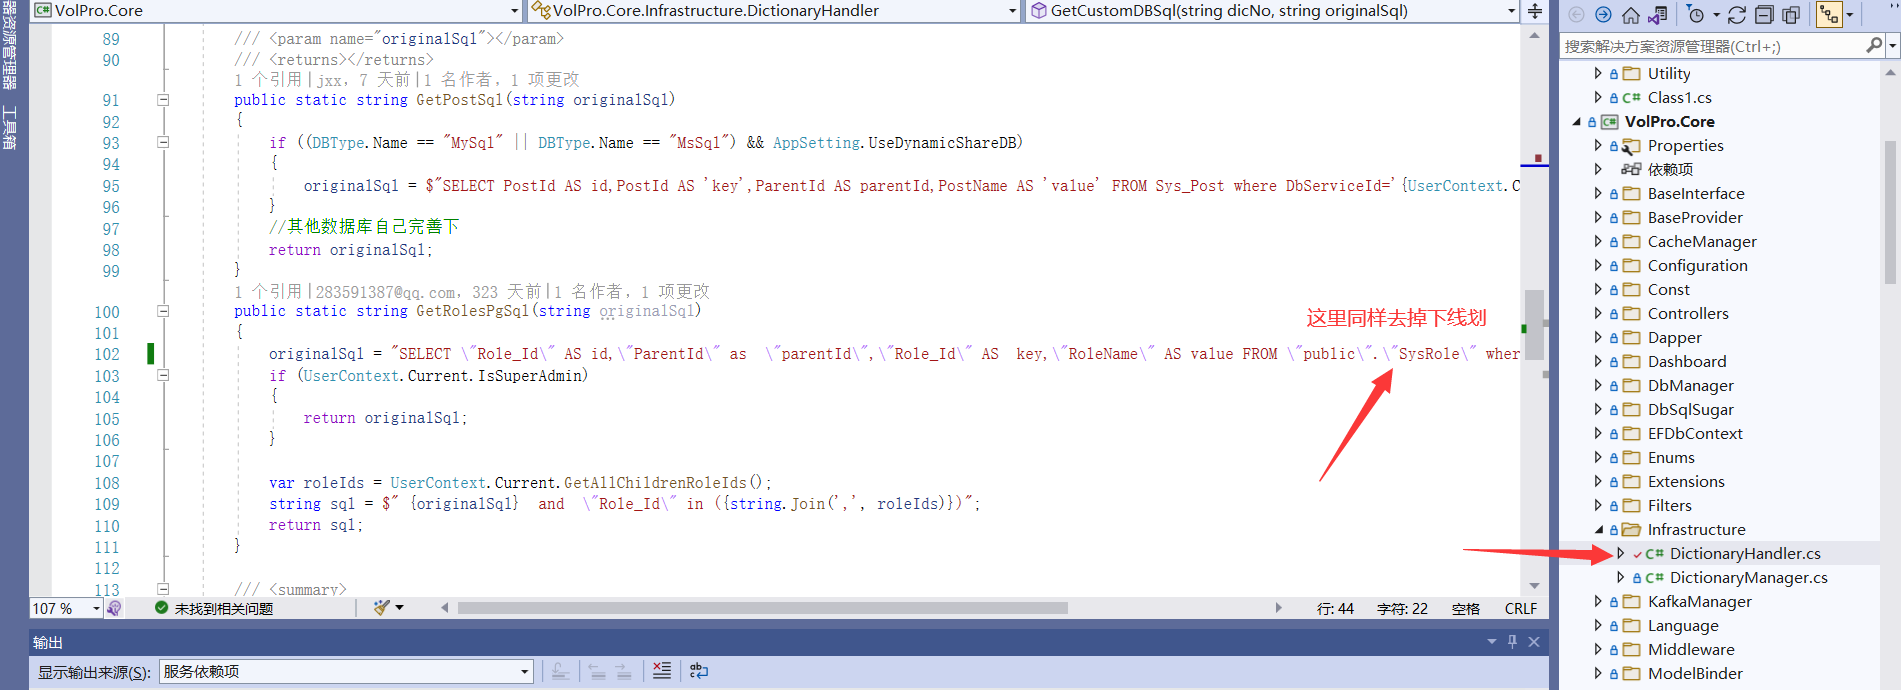 器资源管理器
工具箱
VolPro.Core
VolPro.Core.Infrastructure.DictionaryHandler
GetCustomDBSql(string dicNo, string originalSql)
89 /// <param name="originalSql"></param>
90 /// <returns></returns>
1 个引用|jxx, 7 天前|1 名作者, 1 项更改
91 public static string GetPostSql(string originalSql)
92 {
93 if ((DBType.Name == "MySql" || DBType.Name == "MsSql") && AppSetting.UseDynamicShareDB)
94 {
95 originalSql = $"SELECT PostId AS id,PostId AS 'key',ParentId AS parentId,PostName AS 'value' FROM Sys_Post where DbServiceId='{UserContext.C
96 }
97 //其他数据库自己完善下
98 return originalSql;
99 }
1 个引用|283591387@qq.com, 323 天前|1 名作者, 1 项更改
100 public static string GetRolesPgSql(string originalSql)
这里同样去掉下线划
101 {
102 originalSql = "SELECT \"Role_Id\" AS id,\"ParentId\" as  \"parentId\",\"Role_Id\" AS  key,\"RoleName\" AS value FROM \"public\".\"SysRole\" wher
103 if (UserContext.Current.IsSuperAdmin)
104 {
105 return originalSql;
106 }
107
108 var roleIds = UserContext.Current.GetAllChildrenRoleIds();
109 string sql = $" {originalSql}  and  \"Role_Id\" in ({string.Join(',', roleIds)})";
110 return sql;
111 }
112
113 /// <summary>
107 %
未找到相关问题
行: 44
字符: 22
空格
CRLF
输出
显示输出来源(S):
服务依赖项
搜索解决方案资源管理器(Ctrl+;)
Utility
C# Class1.cs
C# VolPro.Core
Properties
依赖项
BaseInterface
BaseProvider
CacheManager
Configuration
Const
Controllers
Dapper
Dashboard
DbManager
DbSqlSugar
EFDbContext
Enums
Extensions
Filters
Infrastructure
C# DictionaryHandler.cs
C# DictionaryManager.cs
KafkaManager
Language
Middleware
ModelBinder